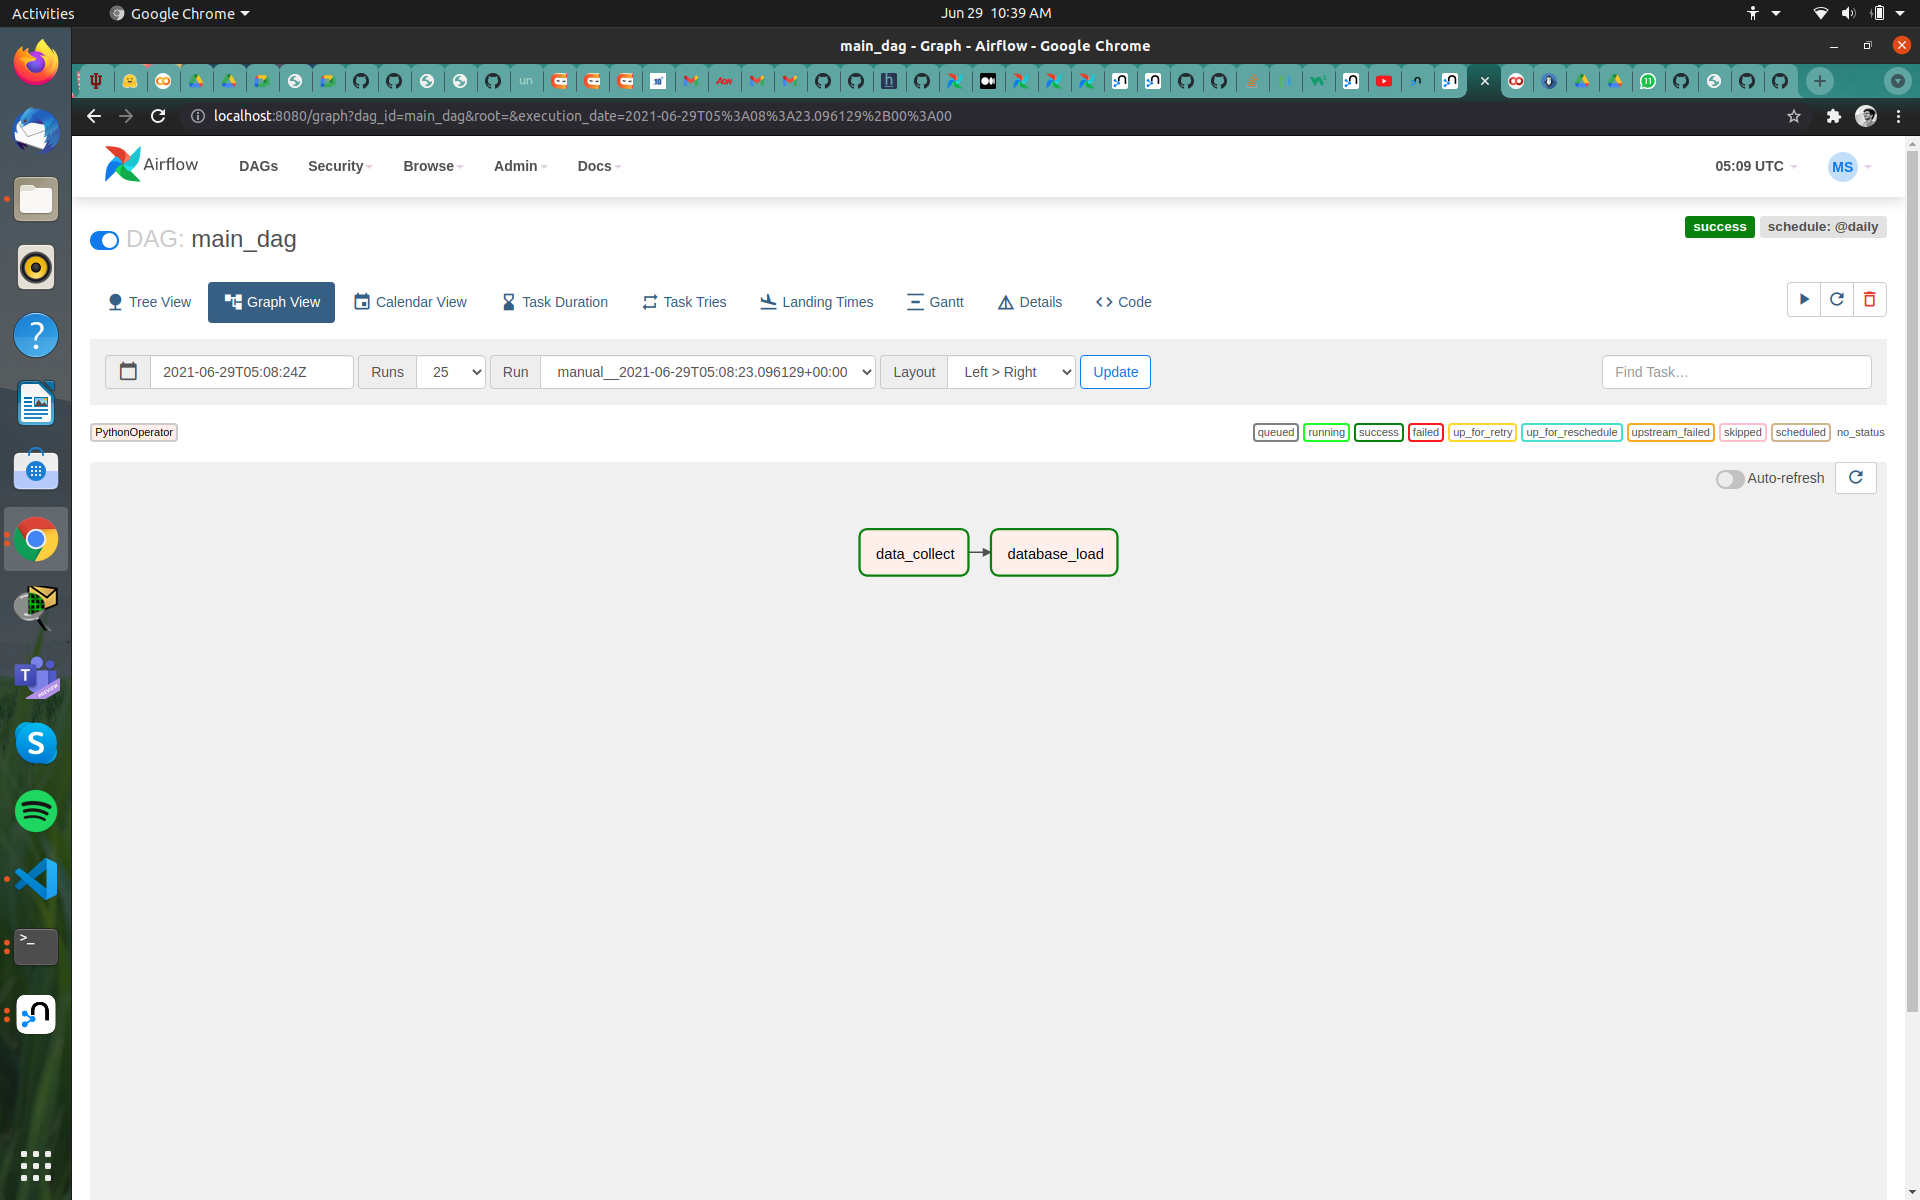 Activities Google Chrome Jun 29 10:39 AM
main_dag - Graph - Airflow - Google Chrome
localhost:8080/graph?dag_id=main_dag&root=&execution_date=2021-06-29T05%3A08%3A23.096129%2B00%3A00
Airflow DAGs Security Browse Admin Docs 05:09 UTC MS
DAG: main_dag success schedule: @daily
Tree View Graph View Calendar View Task Duration Task Tries Landing Times Gantt Details Code
2021-06-29T05:08:24Z Runs 25 Run manual__2021-06-29T05:08:23.096129+00:00 Layout Left > Right Update Find Task…
PythonOperator queued running success failed up_for_retry up_for_reschedule upstream_failed skipped scheduled no_status
Auto-refresh
data_collect database_load